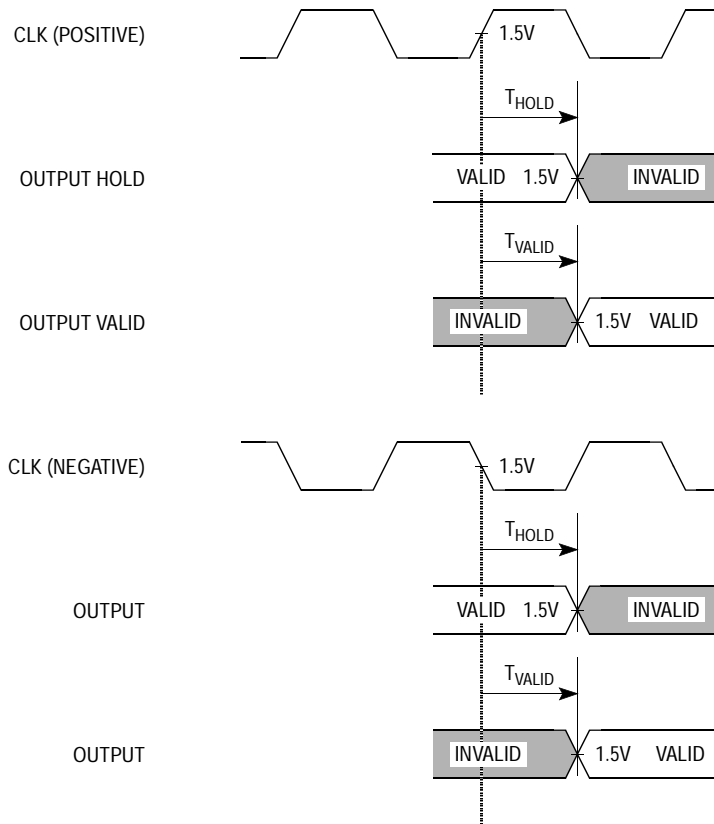 CLK (POSITIVE) 1.5V
THOLD
OUTPUT HOLD VALID 1.5V INVALID
TVALID
OUTPUT VALID INVALID 1.5V VALID
CLK (NEGATIVE) 1.5V
THOLD
OUTPUT VALID 1.5V INVALID
TVALID
OUTPUT INVALID 1.5V VALID